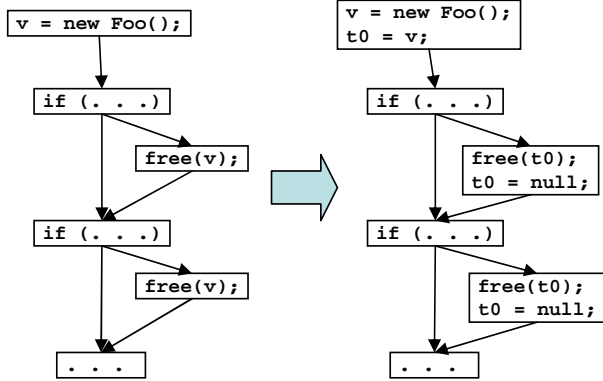 v = new Foo();
if (. . .)
free(v);
if (. . .)
free(v);
. . .
v = new Foo();
t0 = v;
if (. . .)
free(t0);
t0 = null;
if (. . .)
free(t0);
t0 = null;
. . .